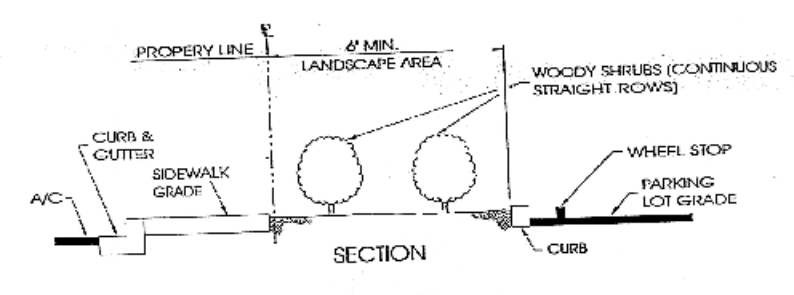 PROPERY LINE
6' MIN.
LANDSCAPE AREA
WOODY SHRUBS (CONTINUOUS
STRAIGHT ROWS)
CURB &
GUTTER
SIDEWALK
GRADE
A/C
WHEEL STOP
PARKING
LOT GRADE
CURB
SECTION